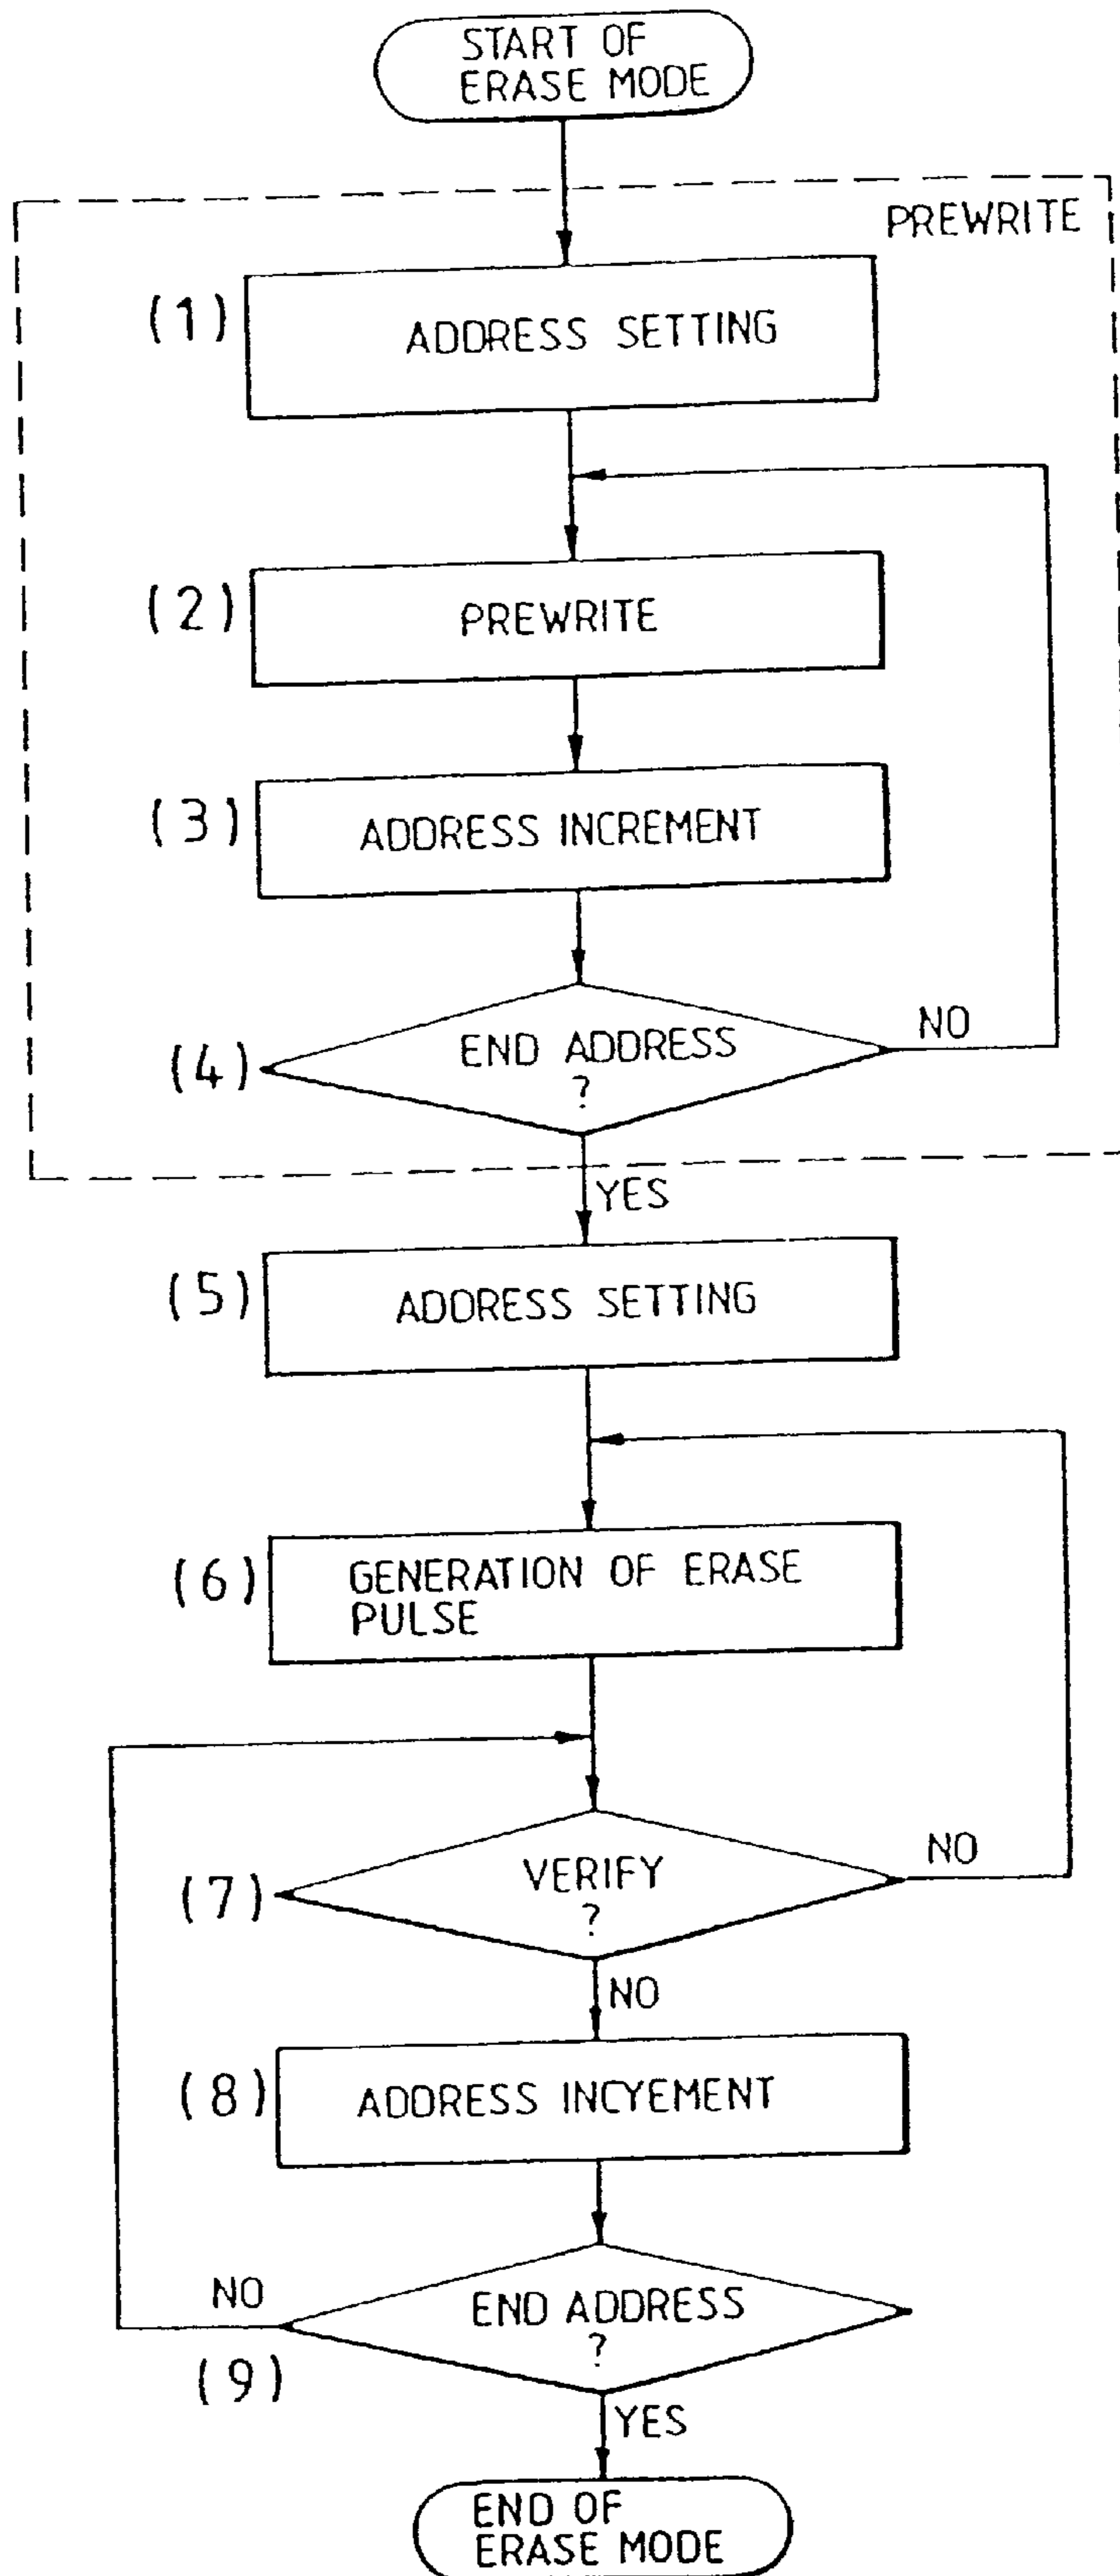 START OF
ERASE MODE
PREWRITE
(1)
ADDRESS SETTING
(2)
PREWRITE
(3)
ADDRESS INCREMENT
(4)
END ADDRESS
?
NO
YES
(5)
ADDRESS SETTING
(6)
GENERATION OF ERASE
PULSE
(7)
VERIFY
?
NO
NO
(8)
ADDRESS INCYEMENT
NO
END ADDRESS
?
(9)
YES
END OF
ERASE MODE